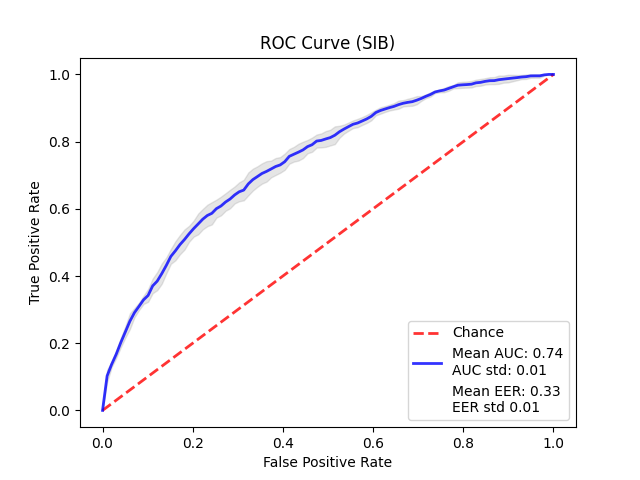 ROC Curve (SIB)
True Positive Rate
1.0
0.8
0.6
0.4
0.2
0.0
0.0 0.2 0.4 0.6 0.8 1.0
False Positive Rate
Chance
Mean AUC: 0.74
AUC std: 0.01
Mean EER: 0.33
EER std 0.01